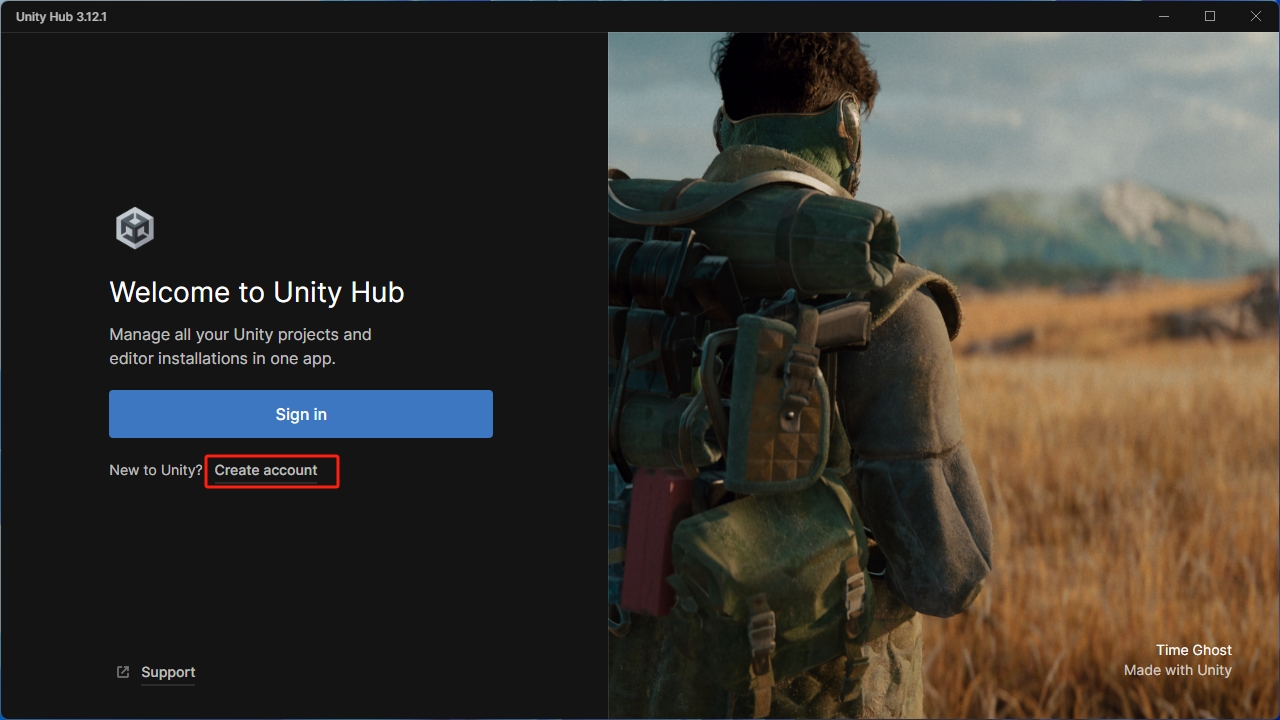 Unity Hub 3.12.1
Welcome to Unity Hub
Manage all your Unity projects and
editor installations in one app.
Sign in
New to Unity? Create account
Support
Time Ghost
Made with Unity